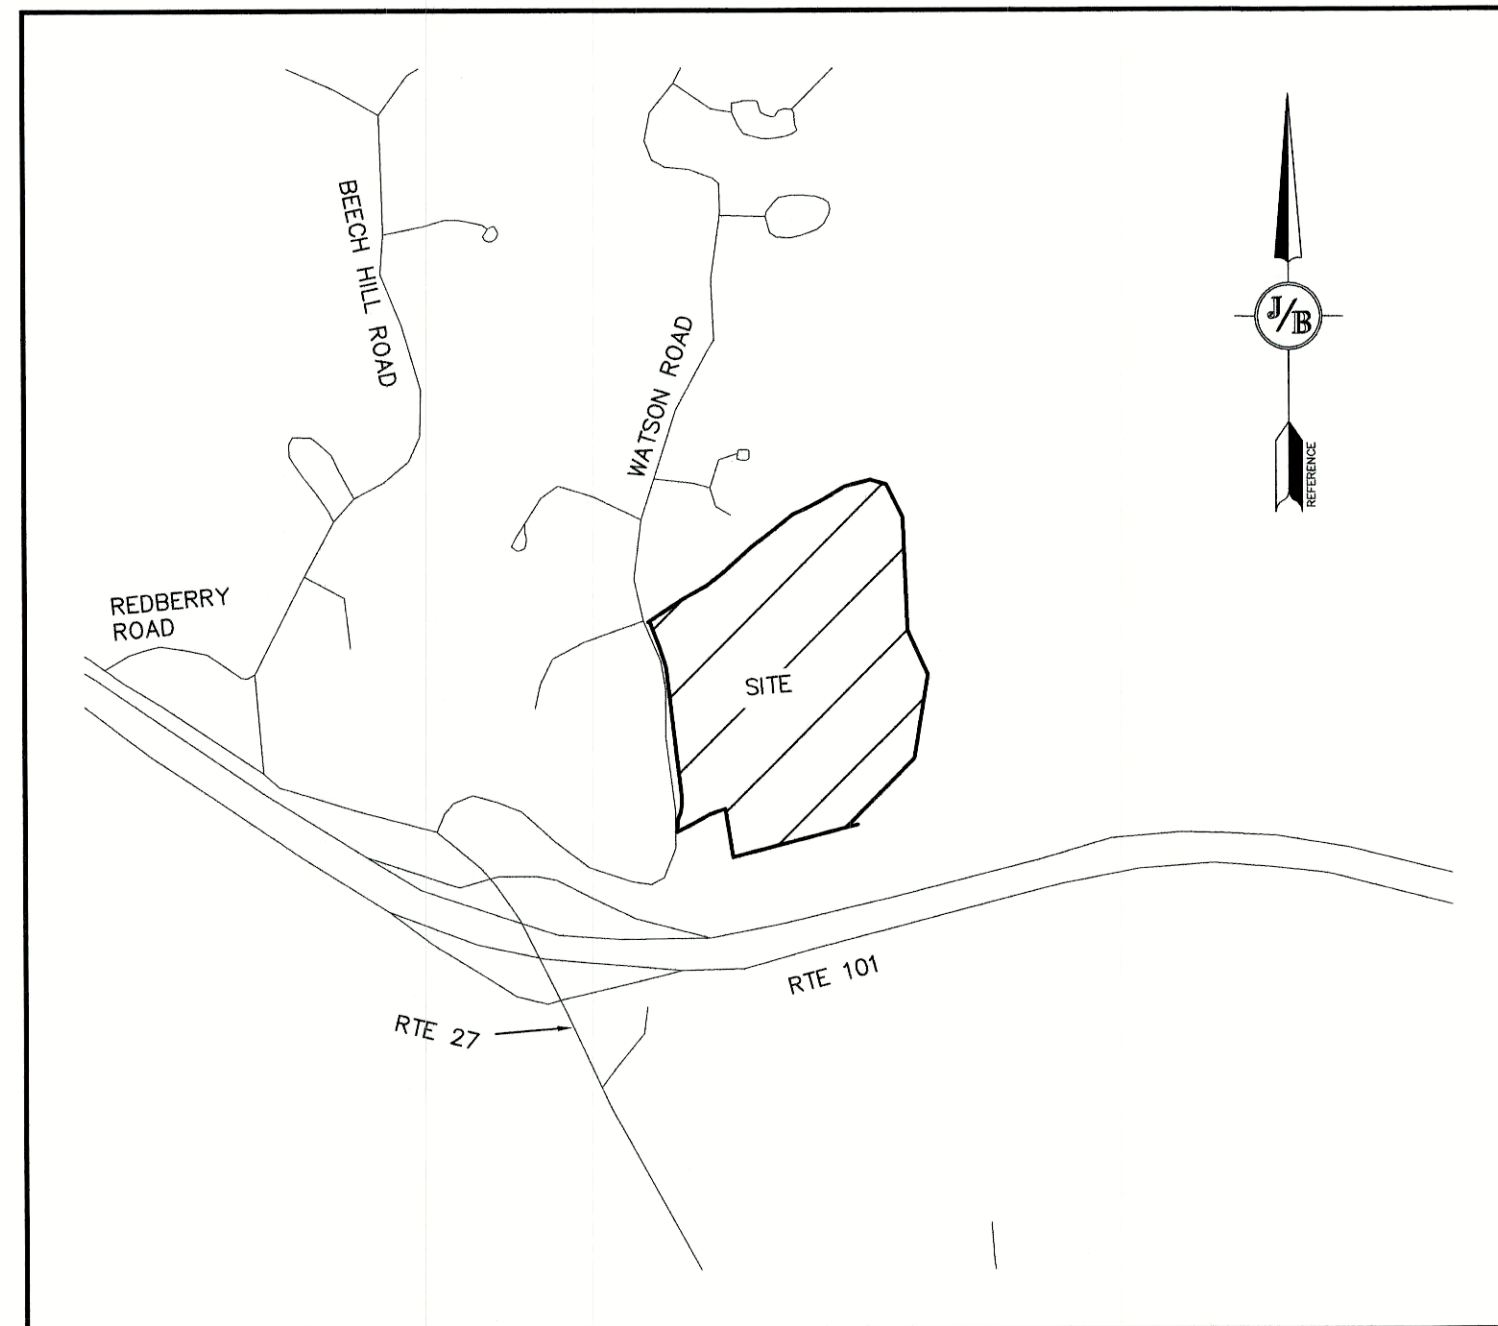 BEECH HILL ROAD
WATSON ROAD
J/B
REFERENCE
REDBERRY
ROAD
SITE
RTE 101
RTE 27